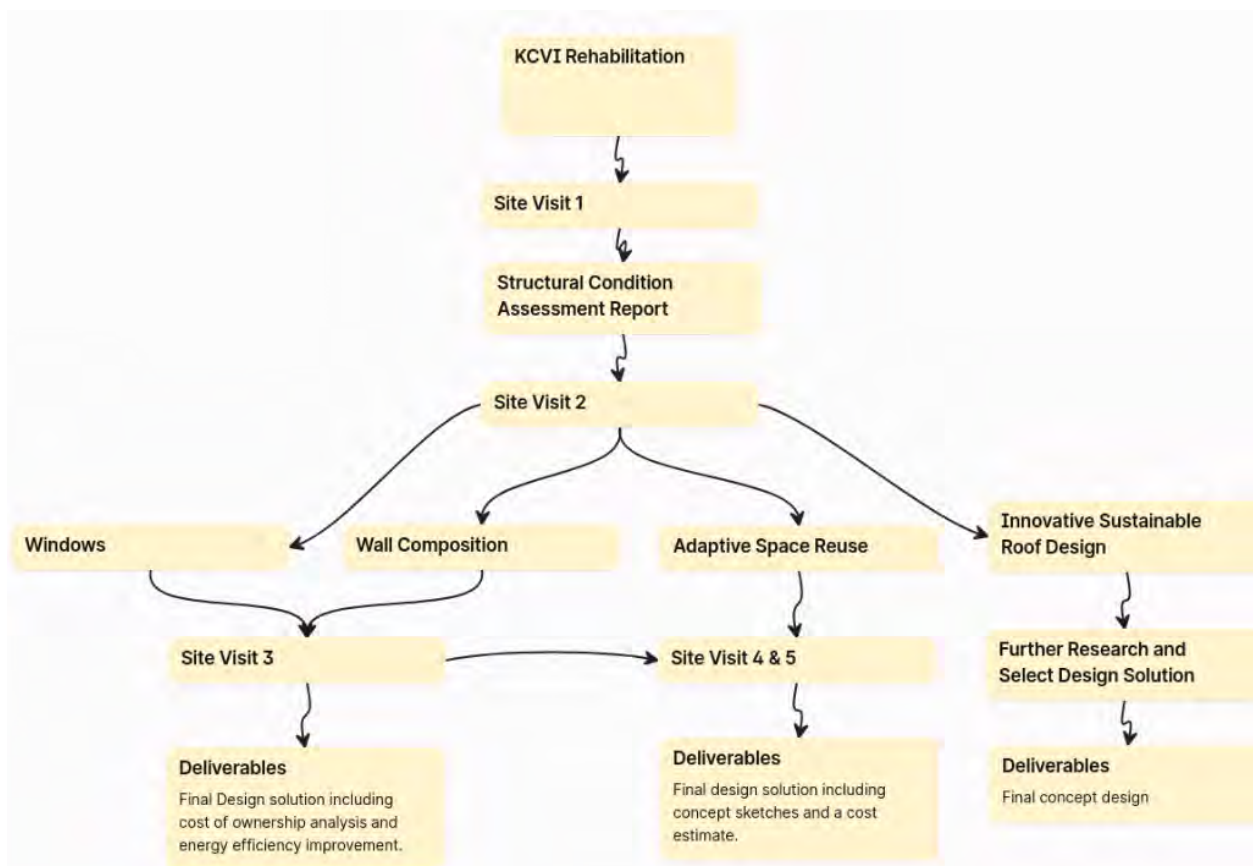 KCVI Rehabilitation
Site Visit 1
Structural Condition
Assessment Report
Site Visit 2
Windows
Wall Composition
Adaptive Space Reuse
Innovative Sustainable
Roof Design
Site Visit 3
Site Visit 4 & 5
Further Research and
Select Design Solution
Deliverables
Final Design solution including
cost of ownership analysis and
energy efficiency improvement.
Deliverables
Final design solution including
concept sketches and a cost
estimate.
Deliverables
Final concept design